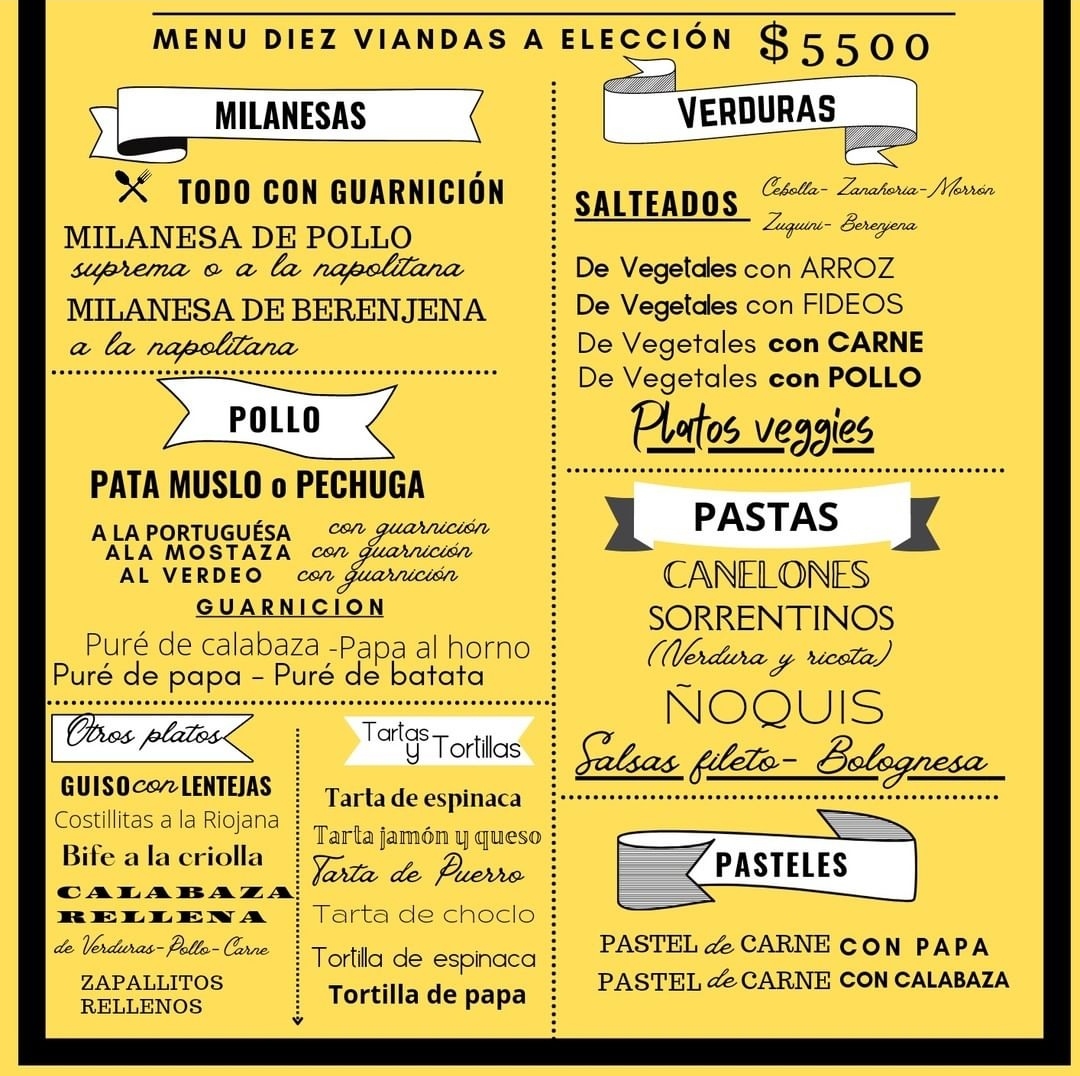 MENU DIEZ VIANDAS A ELECCIÓN $5500
MILANESAS
TODO CON GUARNICIÓN
MILANESA DE POLLO
suprema o a la napolitana
MILANESA DE BERENJENA
a la napolitana
POLLO
PATA MUSLO o PECHUGA
A LA PORTUGUÉSA con guarnición
ALA MOSTAZA con guarnición
AL VERDEO con guarnición
GUARNICION
Puré de calabaza -Papa al horno
Puré de papa - Puré de batata
Otros platos
GUISO con LENTEJAS
Costillitas a la Riojana
Bife a la criolla
CALABAZA
RELLENA
de Verduras-Pollo-Carne
ZAPALLITOS
RELLENOS
Tartas
y Tortillas
Tarta de espinaca
Tarta jamón y queso
Tarta de Puerro
Tarta de choclo
Tortilla de espinaca
Tortilla de papa
VERDURAS
SALTEADOS Cebolla- Zanahoria-Morrón
Zuquini- Berenjena
De Vegetales con ARROZ
De Vegetales con FIDEOS
De Vegetales con CARNE
De Vegetales con POLLO
Platos veggies
PASTAS
CANELONES
SORRENTINOS
(Verdura y ricota)
ÑOQUIS
Salsas fileto- Bolognesa
PASTELES
PASTEL de CARNE CON PAPA
PASTEL de CARNE CON CALABAZA